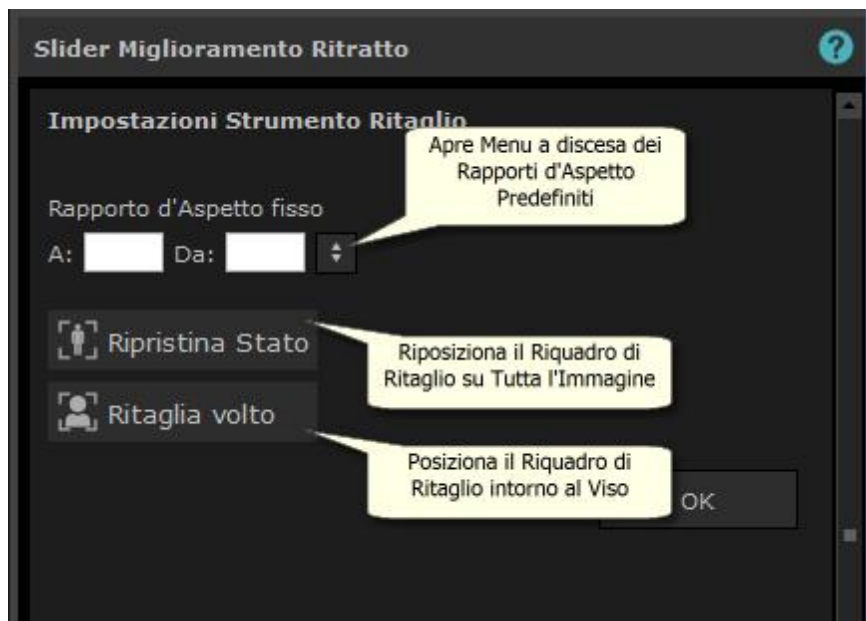 Slider Miglioramento Ritratto
?
Impostazioni Strumento Ritaglio
Apre Menu a discesa dei
Rapporti d'Aspetto
Predefiniti
Rapporto d'Aspetto fisso
A: Da:
Ripristina Stato
Riposiziona il Riquadro di
Ritaglio su Tutta l'Immagine
Ritaglia volto
Posiziona il Riquadro di
Ritaglio intorno al Viso
OK